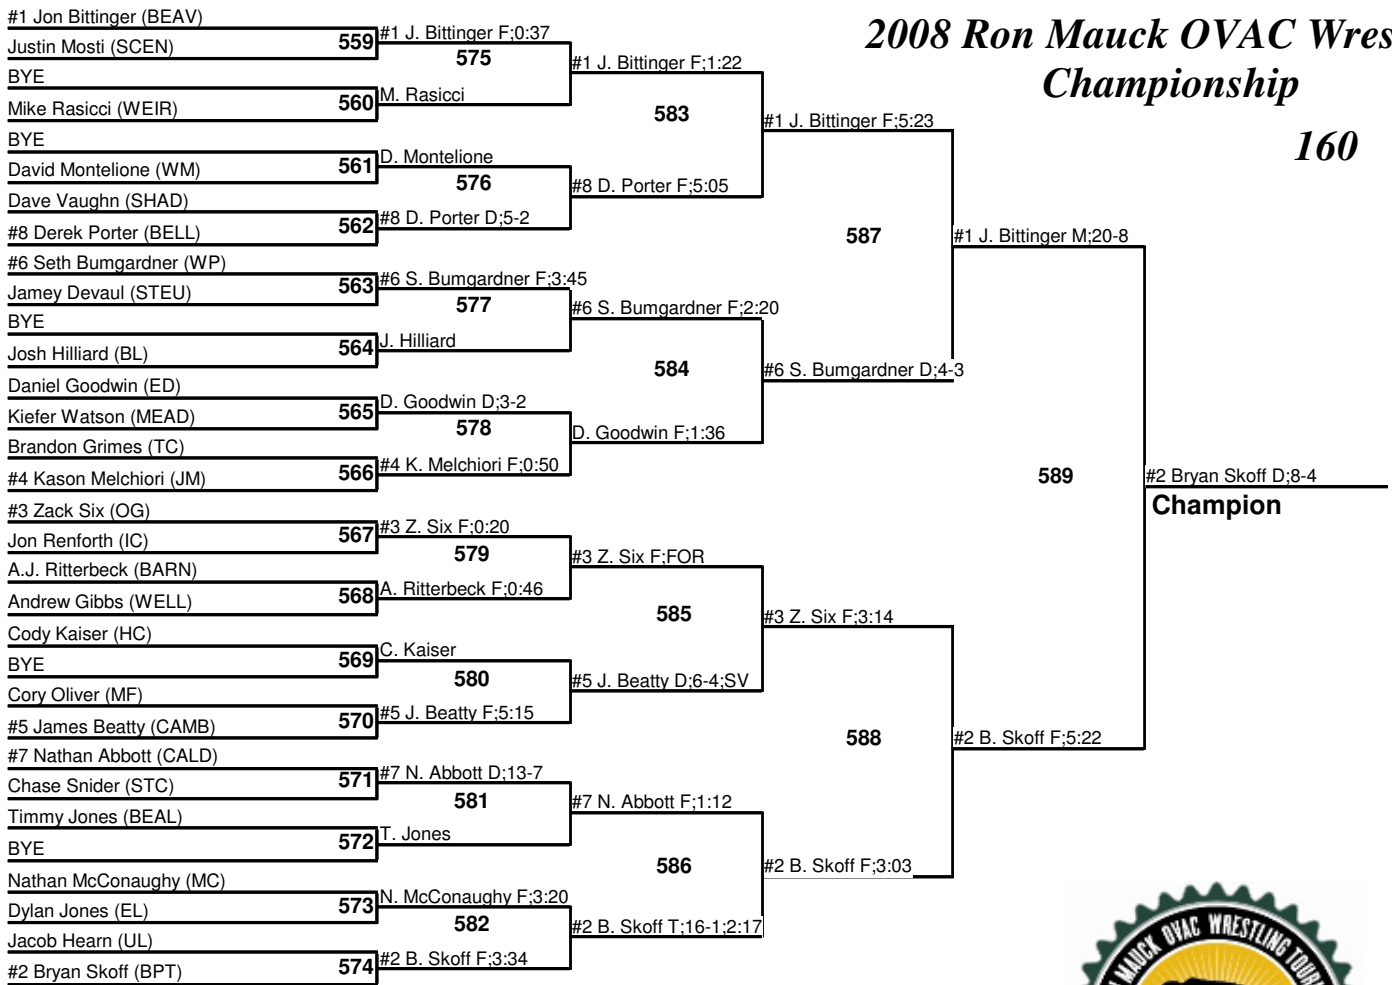 2008 Ron Mauck OVAC Wres
Championship
160
#1 Jon Bittinger (BEAV)
Justin Mosti (SCEN)
BYE
Mike Rasicci (WEIR)
BYE
David Montelione (WM)
Dave Vaughn (SHAD)
#8 Derek Porter (BELL)
#6 Seth Bumgardner (WP)
Jamey Devaul (STEU)
BYE
Josh Hilliard (BL)
Daniel Goodwin (ED)
Kiefer Watson (MEAD)
Brandon Grimes (TC)
#4 Kason Melchiori (JM)
#3 Zack Six (OG)
Jon Renforth (IC)
A.J. Ritterbeck (BARN)
Andrew Gibbs (WELL)
Cody Kaiser (HC)
BYE
Cory Oliver (MF)
#5 James Beatty (CAMB)
#7 Nathan Abbott (CALD)
Chase Snider (STC)
Timmy Jones (BEAL)
BYE
Nathan McConaughy (MC)
Dylan Jones (EL)
Jacob Hearn (UL)
#2 Bryan Skoff (BPT)
559
560
561
562
563
564
565
566
567
568
569
570
571
572
573
574
#1 J. Bittinger F;0:37
575
M. Rasicci
D. Montelione
576
#8 D. Porter D;5-2
#6 S. Bumgardner F;3:45
577
J. Hilliard
D. Goodwin D;3-2
578
#4 K. Melchiori F;0:50
#3 Z. Six F;0:20
579
A. Ritterbeck F;0:46
C. Kaiser
580
#5 J. Beatty F;5:15
#7 N. Abbott D;13-7
581
T. Jones
N. McConaughy F;3:20
582
#2 B. Skoff F;3:34
#1 J. Bittinger F;1:22
583
#8 D. Porter F;5:05
#6 S. Bumgardner F;2:20
584
D. Goodwin F;1:36
#3 Z. Six F;FOR
585
#5 J. Beatty D;6-4;SV
#7 N. Abbott F;1:12
586
#2 B. Skoff T;16-1;2:17
#1 J. Bittinger F;5:23
587
#6 S. Bumgardner D;4-3
#3 Z. Six F;3:14
588
#2 B. Skoff F;3:03
#1 J. Bittinger M;20-8
589
#2 B. Skoff F;5:22
#2 Bryan Skoff D;8-4
Champion
MAUCK OVAC WRESTLING TOUR